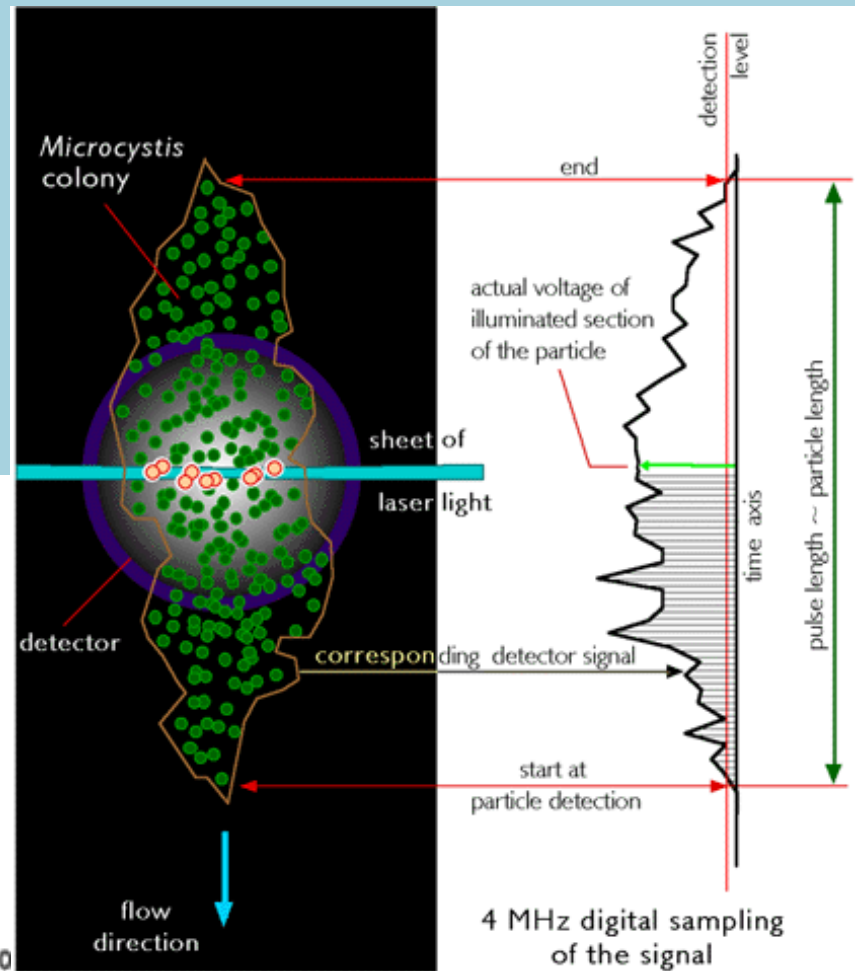 Microcystis
colony
detector
sheet of
laser light
corresponding detector signal
flow
direction
detection
level
end
actual voltage of
illuminated section
of the particle
time axis
pulse length ~ particle length
start at
particle detection
4 MHz digital sampling
of the signal